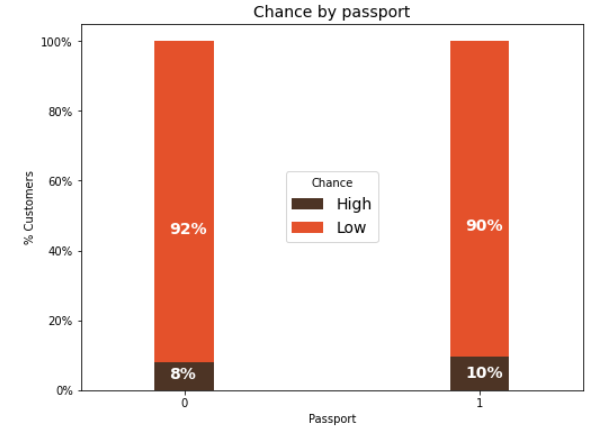 Chance by passport
100%
80%
60%
40%
20%
0%
% Customers
92%
90%
8%
10%
Chance
High
Low
0
1
Passport